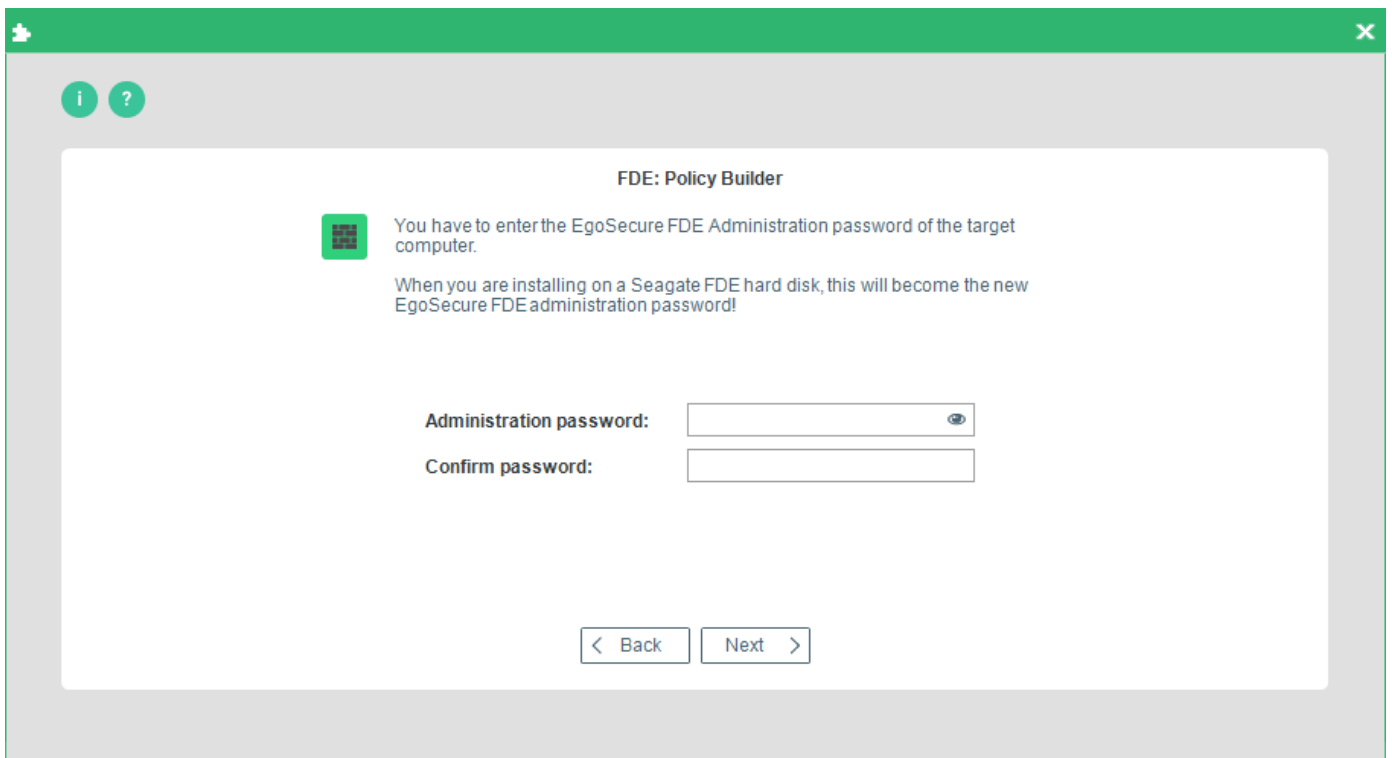 i ?
FDE: Policy Builder
You have to enter the EgoSecure FDE Administration password of the target
computer.
When you are installing on a Seagate FDE hard disk, this will become the new
EgoSecure FDE administration password!
Administration password:
Confirm password:
Back Next